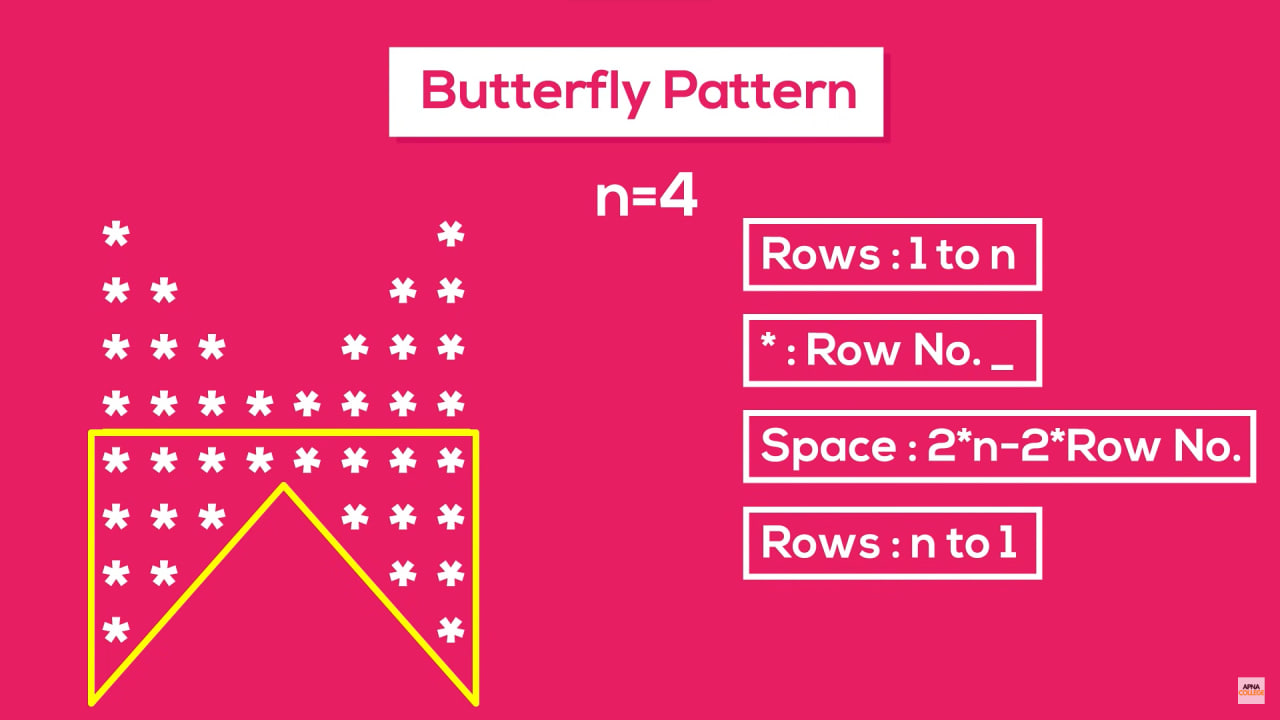 Butterfly Pattern
n=4
*       *
* *     * *
* * *   * * *
* * * * * * * *
* * * * * * * *
* * *   * * *
* *     * *
*       *
Rows : 1 to n
* : Row No. _
Space : 2*n-2*Row No.
Rows : n to 1
APNA
COLLEGE